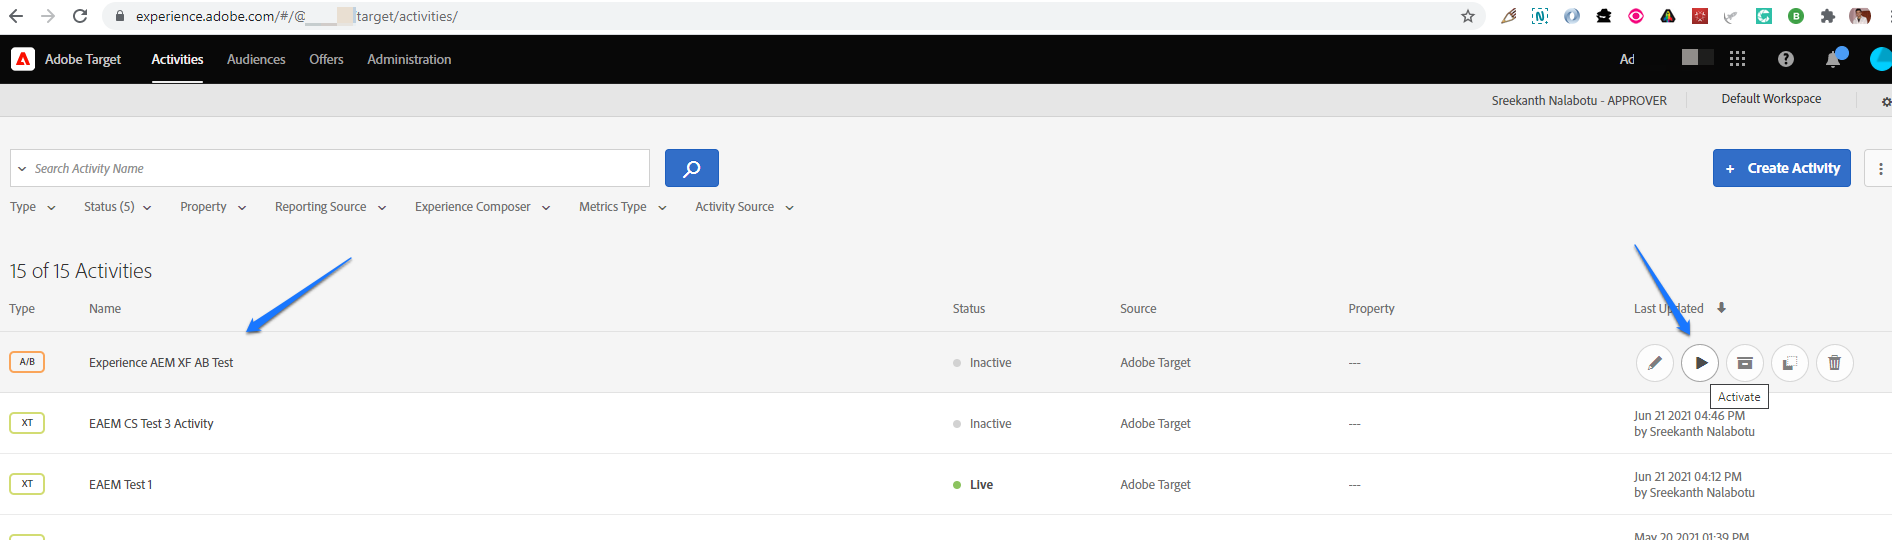 experience.adobe.com/#/@ /target/activities/
Adobe Target Activities Audiences Offers Administration Ad
Sreekanth Nalabotu - APPROVER Default Workspace
Search Activity Name + Create Activity
Type Status (5) Property Reporting Source Experience Composer Metrics Type Activity Source
15 of 15 Activities
Type Name Status Source Property Last Updated
A/B Experience AEM XF AB Test Inactive Adobe Target ---
Activate
XT EAEM CS Test 3 Activity Inactive Adobe Target --- Jun 21 2021 04:46 PM
by Sreekanth Nalabotu
XT EAEM Test 1 Live Adobe Target --- Jun 21 2021 04:12 PM
by Sreekanth Nalabotu
May 20 2021 01:39 PM